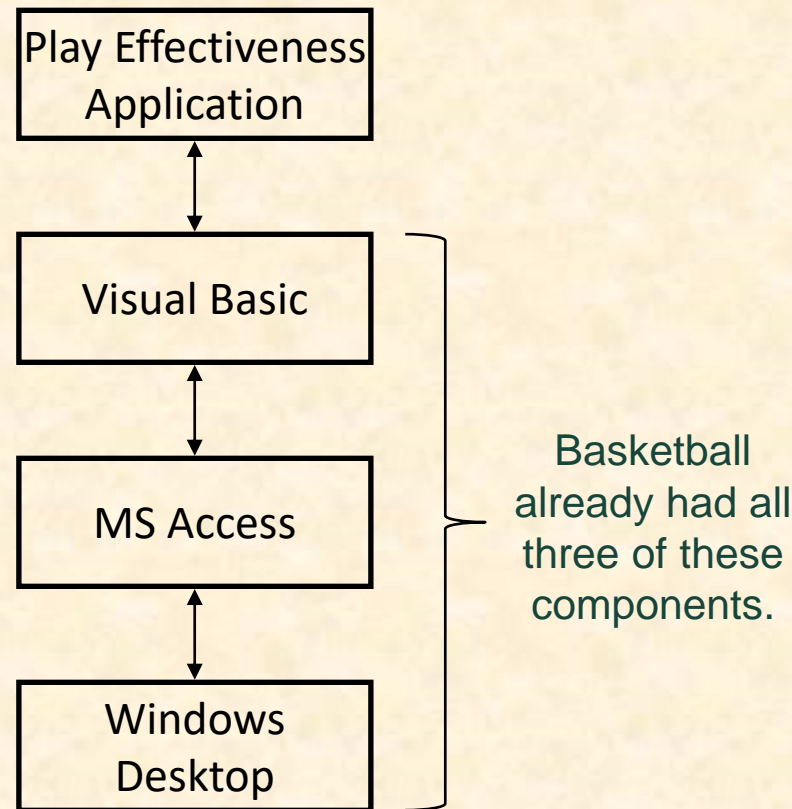 Play Effectiveness
Application
Visual Basic
MS Access
Windows
Desktop
Basketball
already had all
three of these
components.